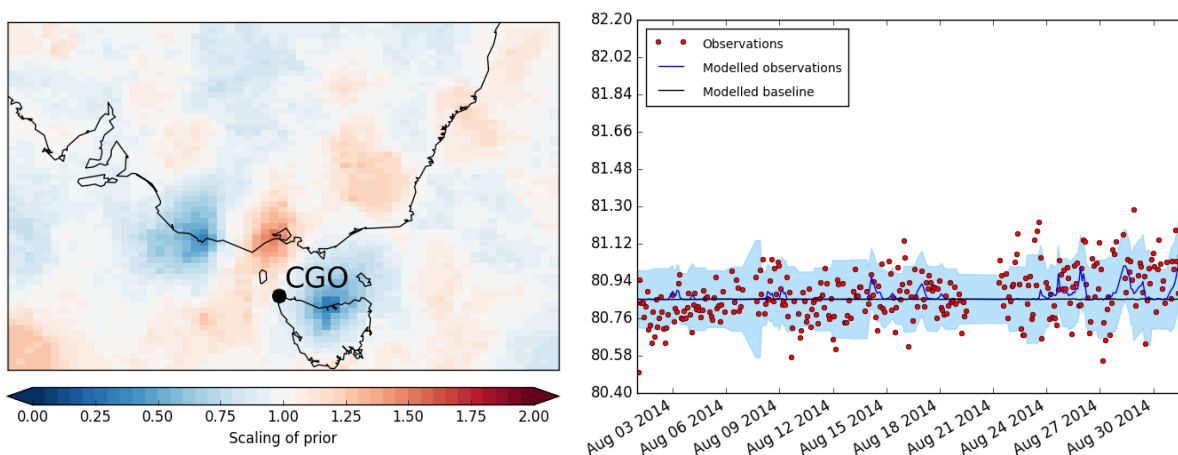 CGO
0.00 0.25 0.50 0.75 1.00 1.25 1.50 1.75 2.00
Scaling of prior
82.20
82.02
81.84
81.66
81.48
81.30
81.12
80.94
80.76
80.58
80.40
Observations
Modelled observations
Modelled baseline
Aug 03 2014
Aug 06 2014
Aug 09 2014
Aug 12 2014
Aug 15 2014
Aug 18 2014
Aug 21 2014
Aug 24 2014
Aug 27 2014
Aug 30 2014